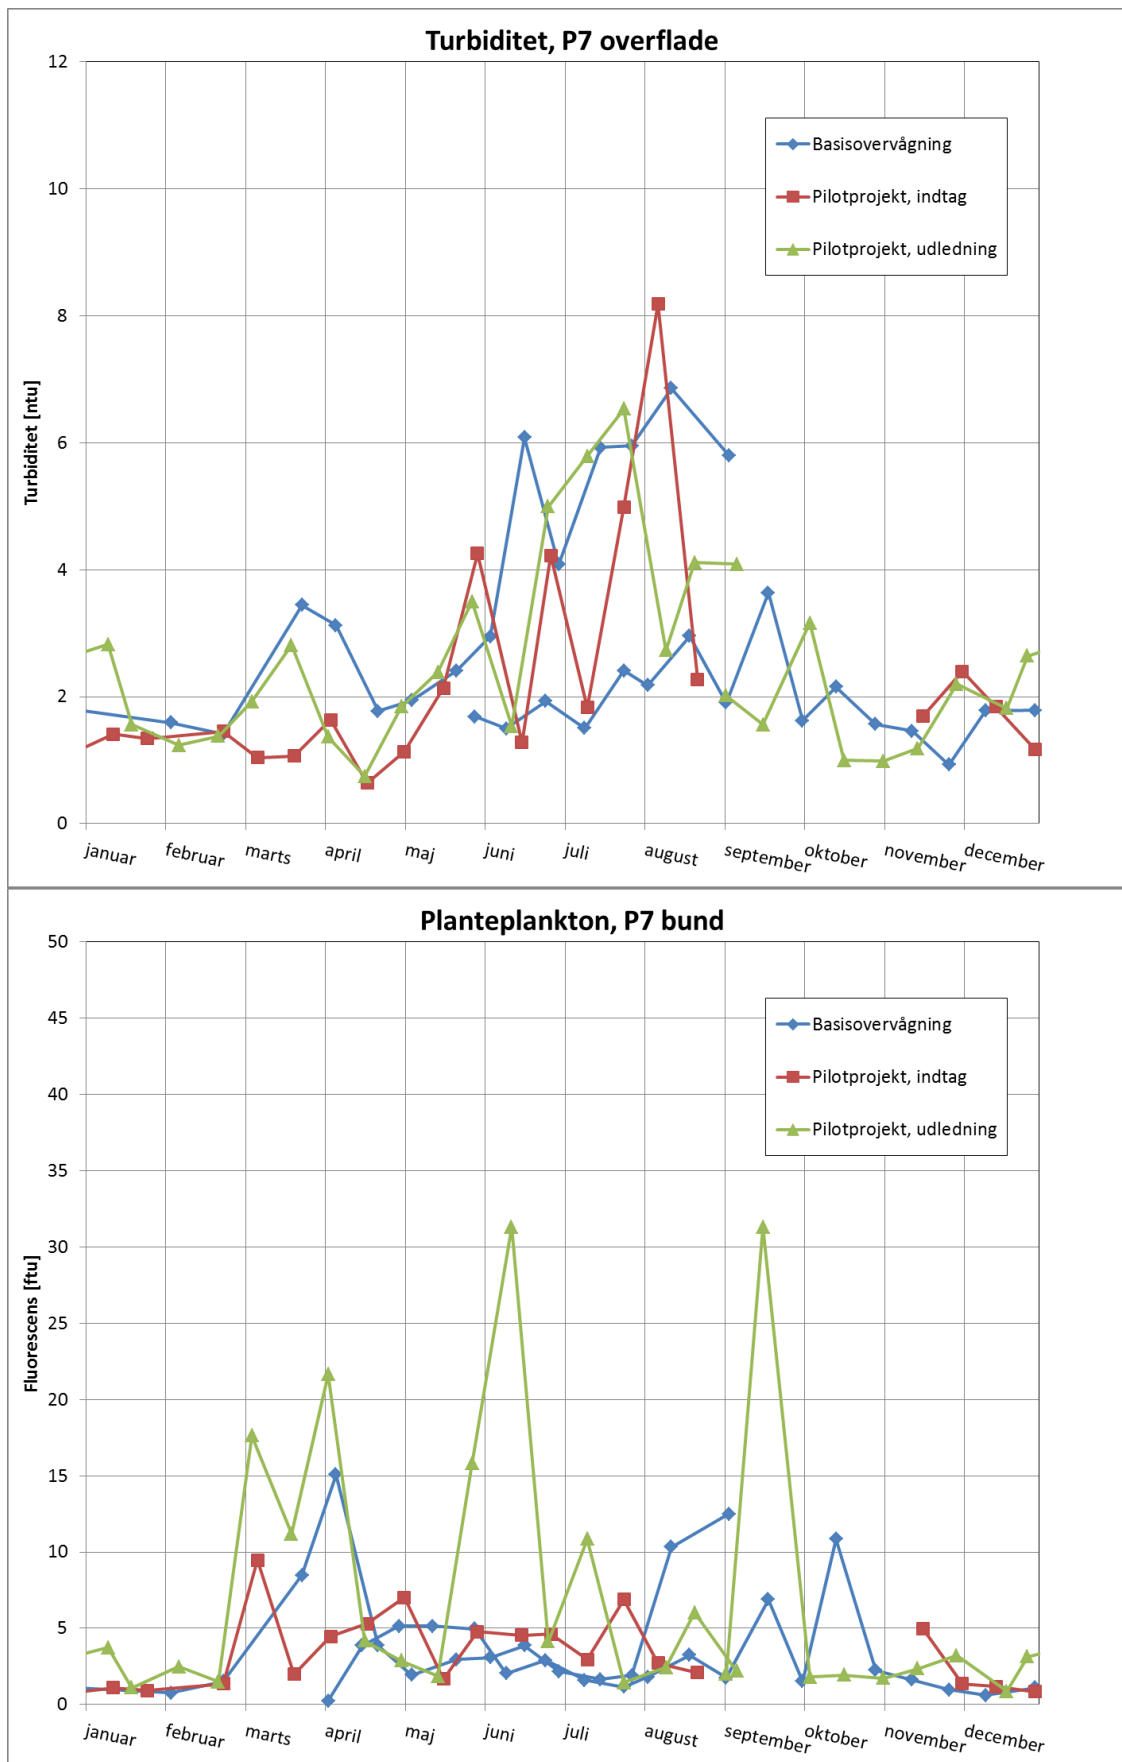 Turbiditet, P7 overflade
12
10
8
6
4
2
0
Turbiditet [ntu]
Basisovervågning
Pilotprojekt, indtag
Pilotprojekt, udledning
januar februar marts april maj juni juli august september oktober november december
Planteplankton, P7 bund
50
45
40
35
30
25
20
15
10
5
0
Fluorescens [ftu]
Basisovervågning
Pilotprojekt, indtag
Pilotprojekt, udledning
januar februar marts april maj juni juli august september oktober november december